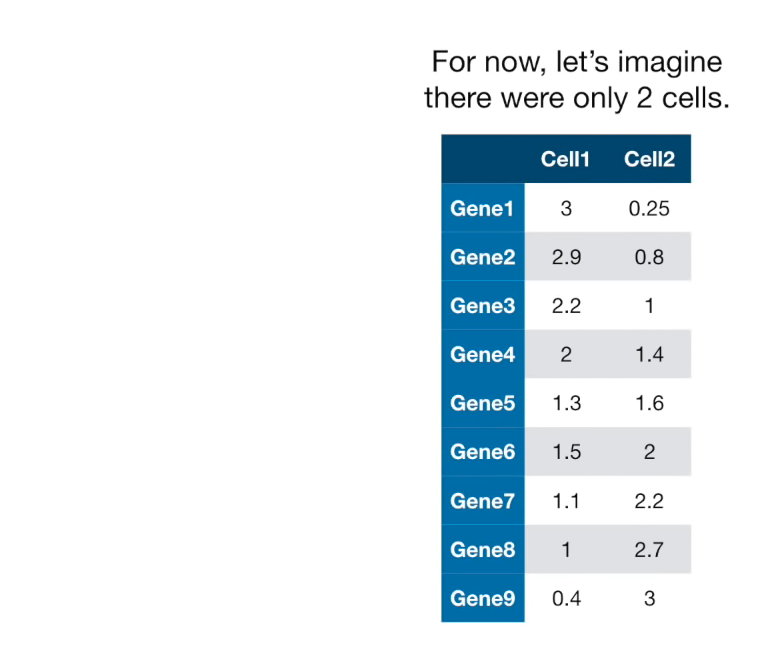 For now, let’s imagine
there were only 2 cells.
Cell1 Cell2
Gene1 3 0.25
Gene2 2.9 0.8
Gene3 2.2 1
Gene4 2 1.4
Gene5 1.3 1.6
Gene6 1.5 2
Gene7 1.1 2.2
Gene8 1 2.7
Gene9 0.4 3